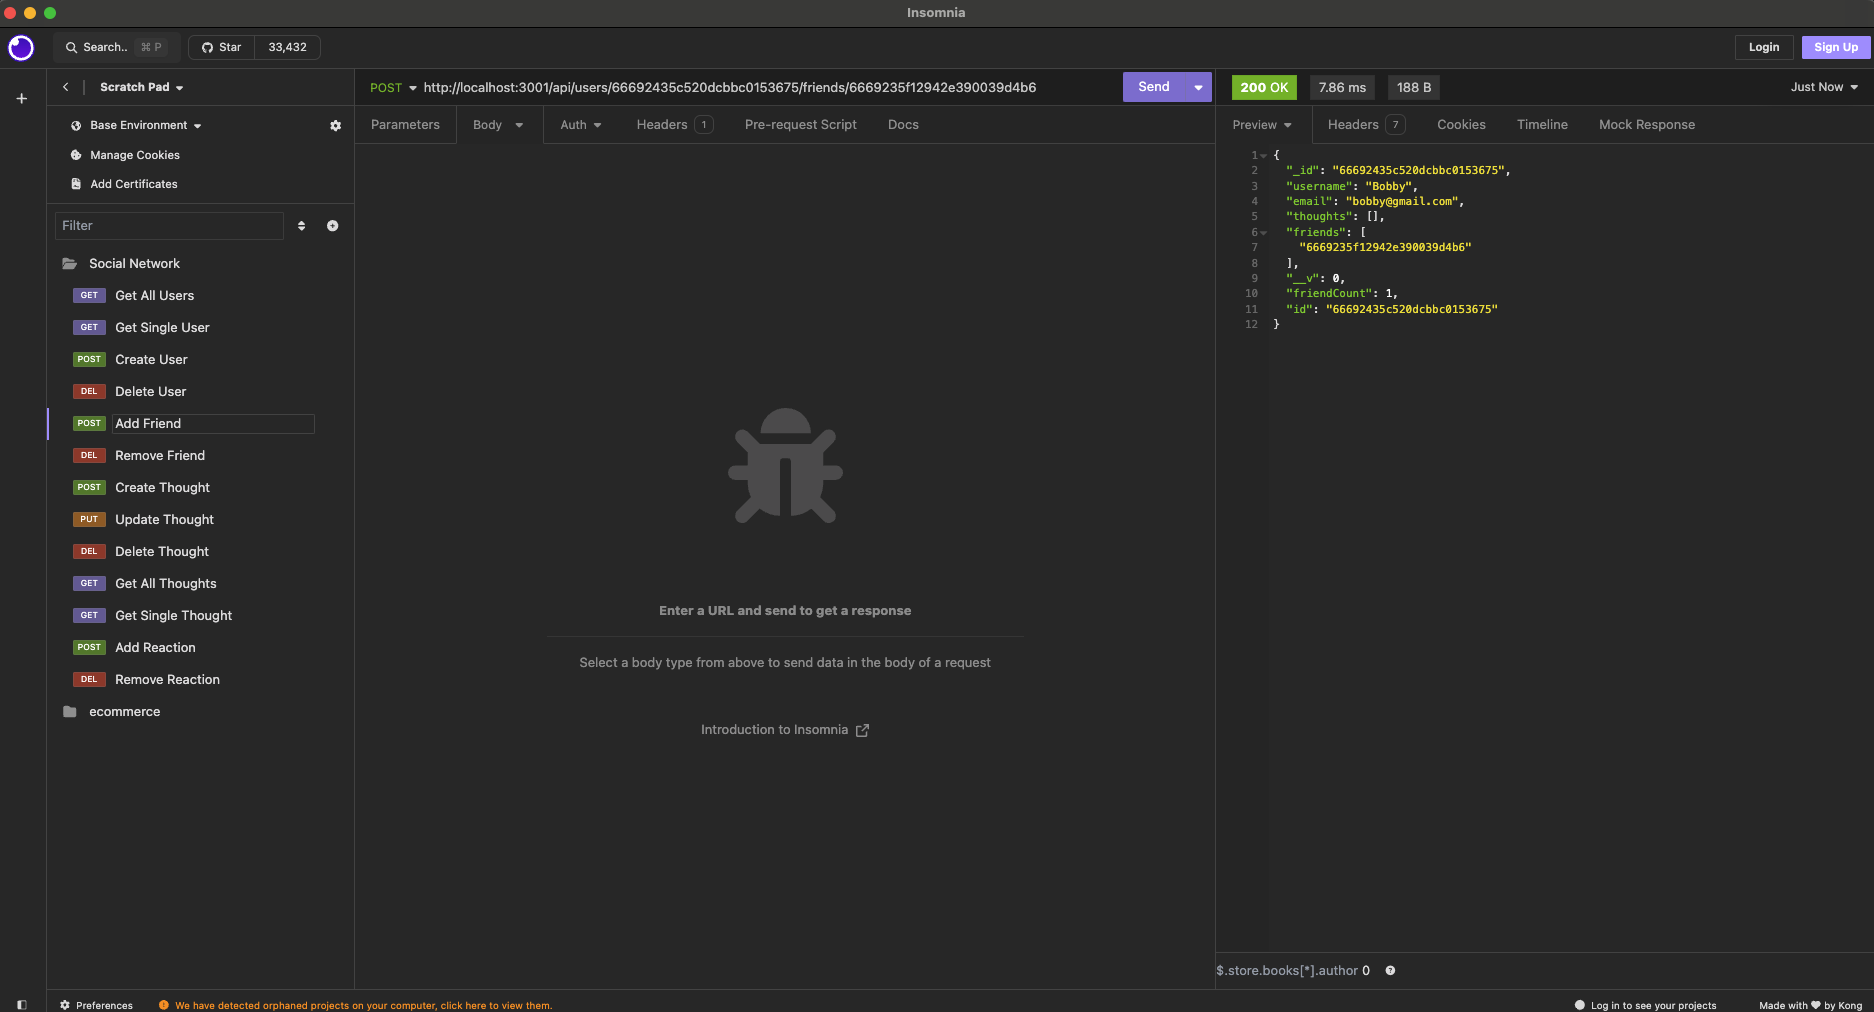 Insomnia
Search.. ⌘ P
Star 33,432
Login
Sign Up
Scratch Pad
Base Environment
Manage Cookies
Add Certificates
Filter
Social Network
GET Get All Users
GET Get Single User
POST Create User
DEL Delete User
POST Add Friend
DEL Remove Friend
POST Create Thought
PUT Update Thought
DEL Delete Thought
GET Get All Thoughts
GET Get Single Thought
POST Add Reaction
DEL Remove Reaction
ecommerce
POST http://localhost:3001/api/users/66692435c520dcbbc0153675/friends/6669235f12942e390039d4b6 Send
Parameters Body Auth Headers 1 Pre-request Script Docs
Enter a URL and send to get a response
Select a body type from above to send data in the body of a request
Introduction to Insomnia
200 OK 7.86 ms 188 B Just Now
Preview Headers 7 Cookies Timeline Mock Response
1 {
2 "_id": "66692435c520dcbbc0153675",
3 "username": "Bobby",
4 "email": "bobby@gmail.com",
5 "thoughts": [],
6 "friends": [
7 "6669235f12942e390039d4b6"
8 ],
9 "__v": 0,
10 "friendCount": 1,
11 "id": "66692435c520dcbbc0153675"
12 }
$.store.books[*].author 0
Preferences
We have detected orphaned projects on your computer, click here to view them.
Log in to see your projects
Made with ♥ by Kong